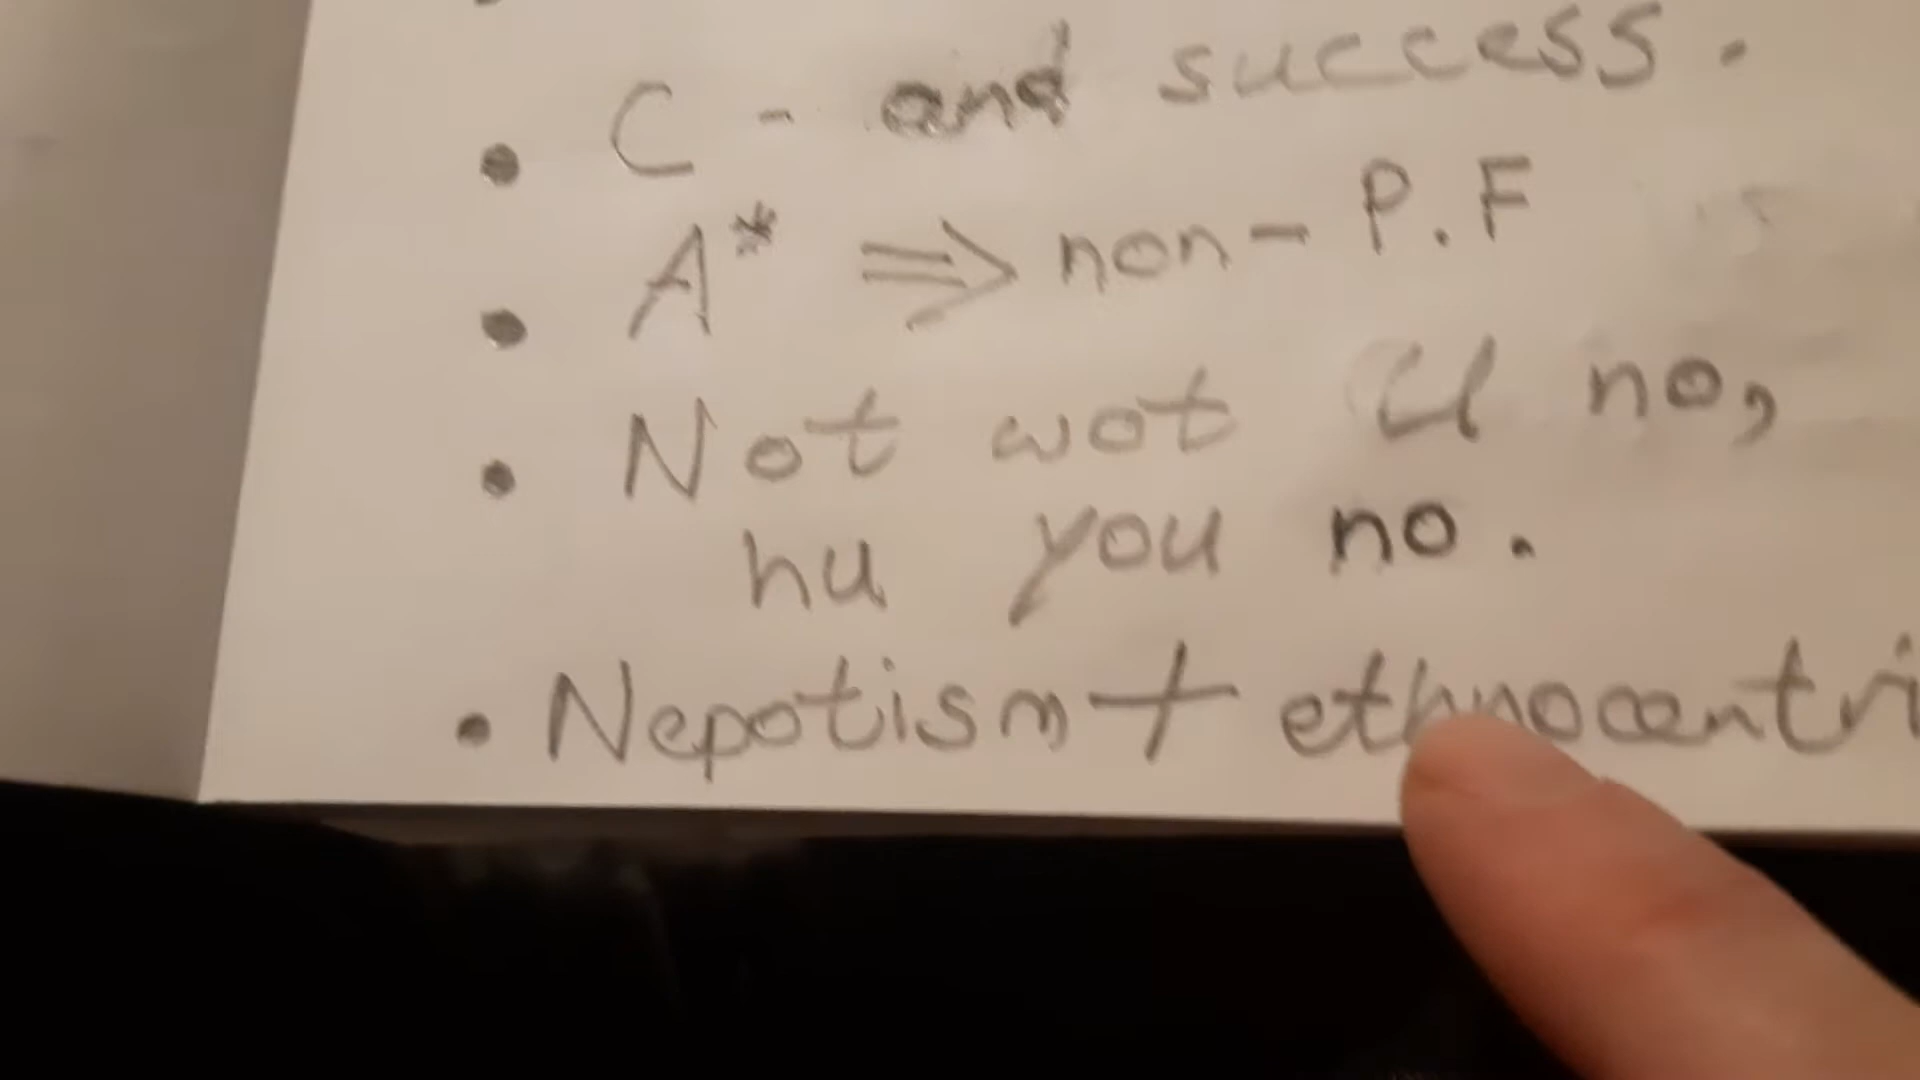 • C - and success.
• A* ⇒ non - P.F
• Not wot U no,
hu you no.
• Nepotism + ethnocentri